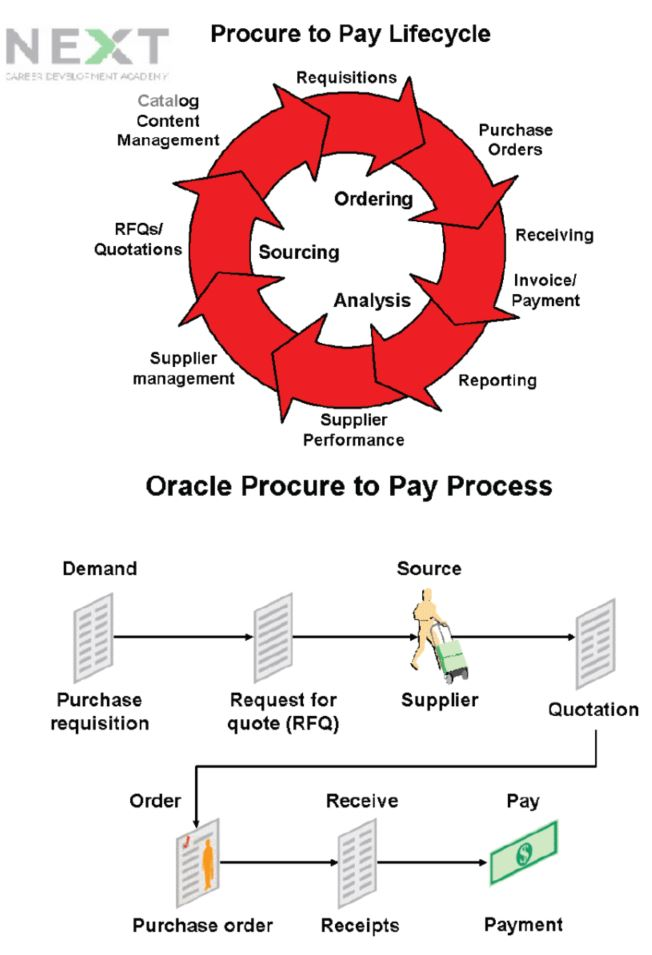 NEXT
CAREER DEVELOPMENT ACADEMY
Procure to Pay Lifecycle
Requisitions
Catalog
Content
Management
Purchase
Orders
Ordering
RFQs/
Quotations
Sourcing
Receiving
Invoice/
Payment
Analysis
Supplier
management
Reporting
Supplier
Performance
Oracle Procure to Pay Process
Demand
Source
Purchase
requisition
Request for
quote (RFQ)
Supplier
Quotation
Order
Receive
Pay
Purchase order
Receipts
Payment